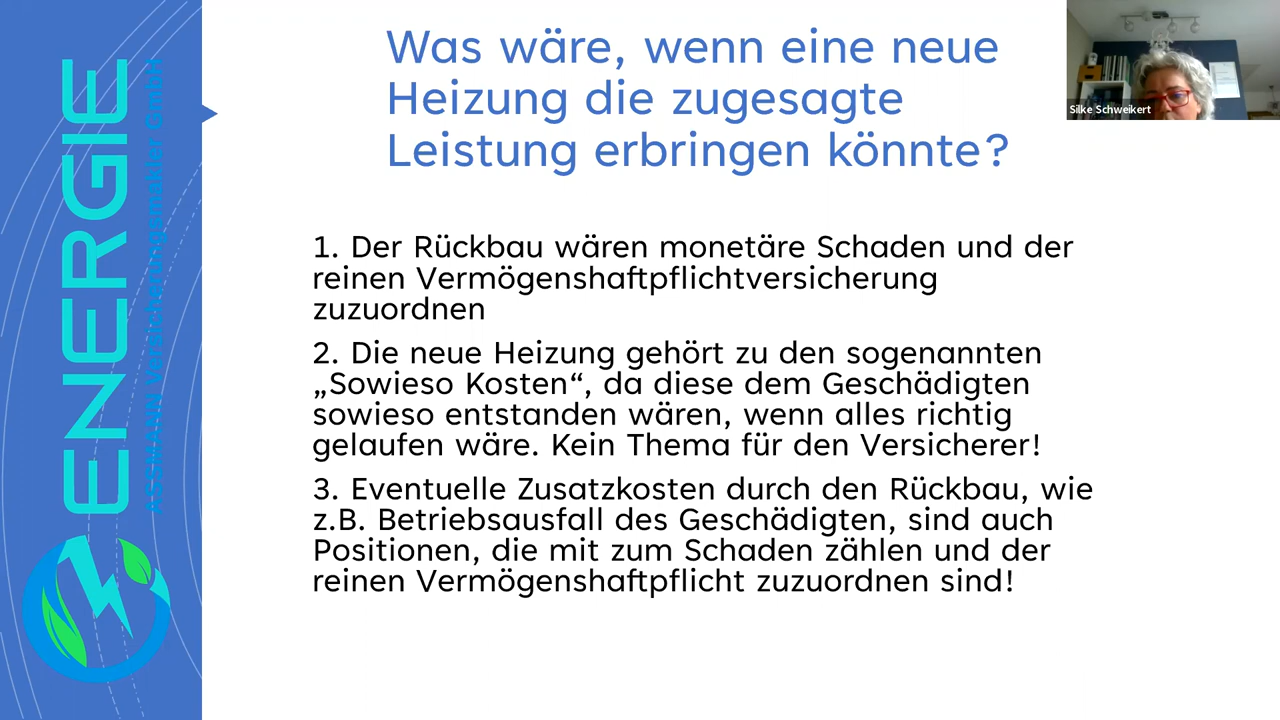 Was wäre, wenn eine neue
Heizung die zugesagte
Leistung erbringen könnte?
Silke Schweikert
1. Der Rückbau wären monetäre Schaden und der
reinen Vermögenshaftpflichtversicherung
zuzuordnen
2. Die neue Heizung gehört zu den sogenannten
„Sowieso Kosten“, da diese dem Geschädigten
sowieso entstanden wären, wenn alles richtig
gelaufen wäre. Kein Thema für den Versicherer!
3. Eventuelle Zusatzkosten durch den Rückbau, wie
z.B. Betriebsausfall des Geschädigten, sind auch
Positionen, die mit zum Schaden zählen und der
reinen Vermögenshaftpflicht zuzuordnen sind!
ENERGIE
ASSMANN Versicherungsmakler GmbH